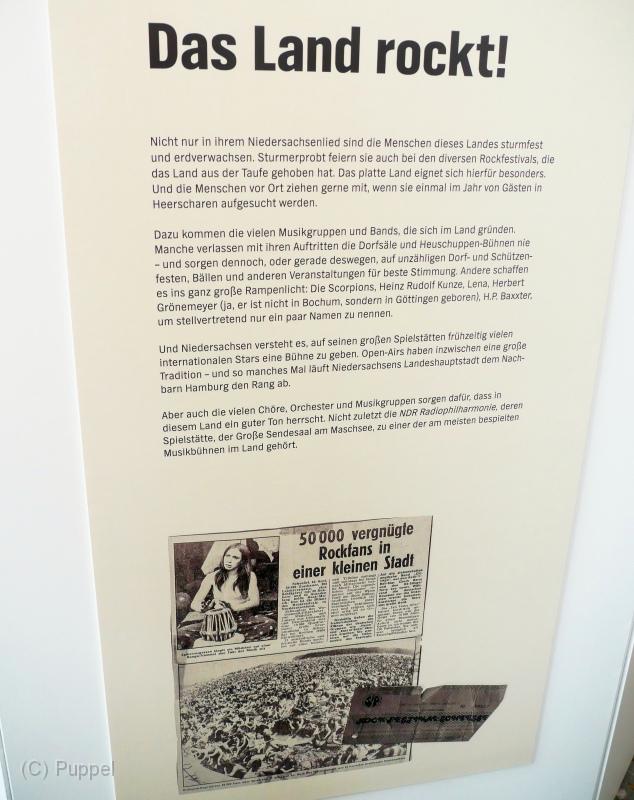 Das Land rockt!
Nicht nur in ihrem Niedersachsenlied sind die Menschen dieses Landes sturmfest
und erdverwachsen. Sturmerprobt feiern sie auch bei den diversen Rockfestivals, die
das Land aus der Taufe gehoben hat. Das platte Land eignet sich hierfür besonders.
Und die Menschen vor Ort ziehen gerne mit, wenn sie einmal im Jahr von Gästen in
Heerscharen aufgesucht werden.
Dazu kommen die vielen Musikgruppen und Bands, die sich im Land gründen.
Manche verlassen mit ihren Auftritten die Dorfsäle und Heuschuppen-Bühnen nie
– und sorgen dennoch, oder gerade deswegen, auf unzähligen Dorf- und Schützen-
festen, Bällen und anderen Veranstaltungen für beste Stimmung. Andere schaffen
es ins ganz große Rampenlicht: Die Scorpions, Heinz Rudolf Kunze, Lena, Herbert
Grönemeyer (ja, er ist nicht in Bochum, sondern in Göttingen geboren), H.P. Baxxter,
um stellvertretend nur ein paar Namen zu nennen.
Und Niedersachsen versteht es, auf seinen großen Spielstätten frühzeitig vielen
internationalen Stars eine Bühne zu geben. Open-Airs haben inzwischen eine große
Tradition – und so manches Mal läuft Niedersachsens Landeshauptstadt dem Nach-
barn Hamburg den Rang ab.
Aber auch die vielen Chöre, Orchester und Musikgruppen sorgen dafür, dass in
diesem Land ein guter Ton herrscht. Nicht zuletzt die NDR Radiophilharmonie, deren
Spielstätte, der Große Sendesaal am Maschsee, zu einer der am meisten bespielten
Musikbühnen im Land gehört.
50 000 vergnügte
Rockfans in
einer kleinen Stadt
(C) Puppel